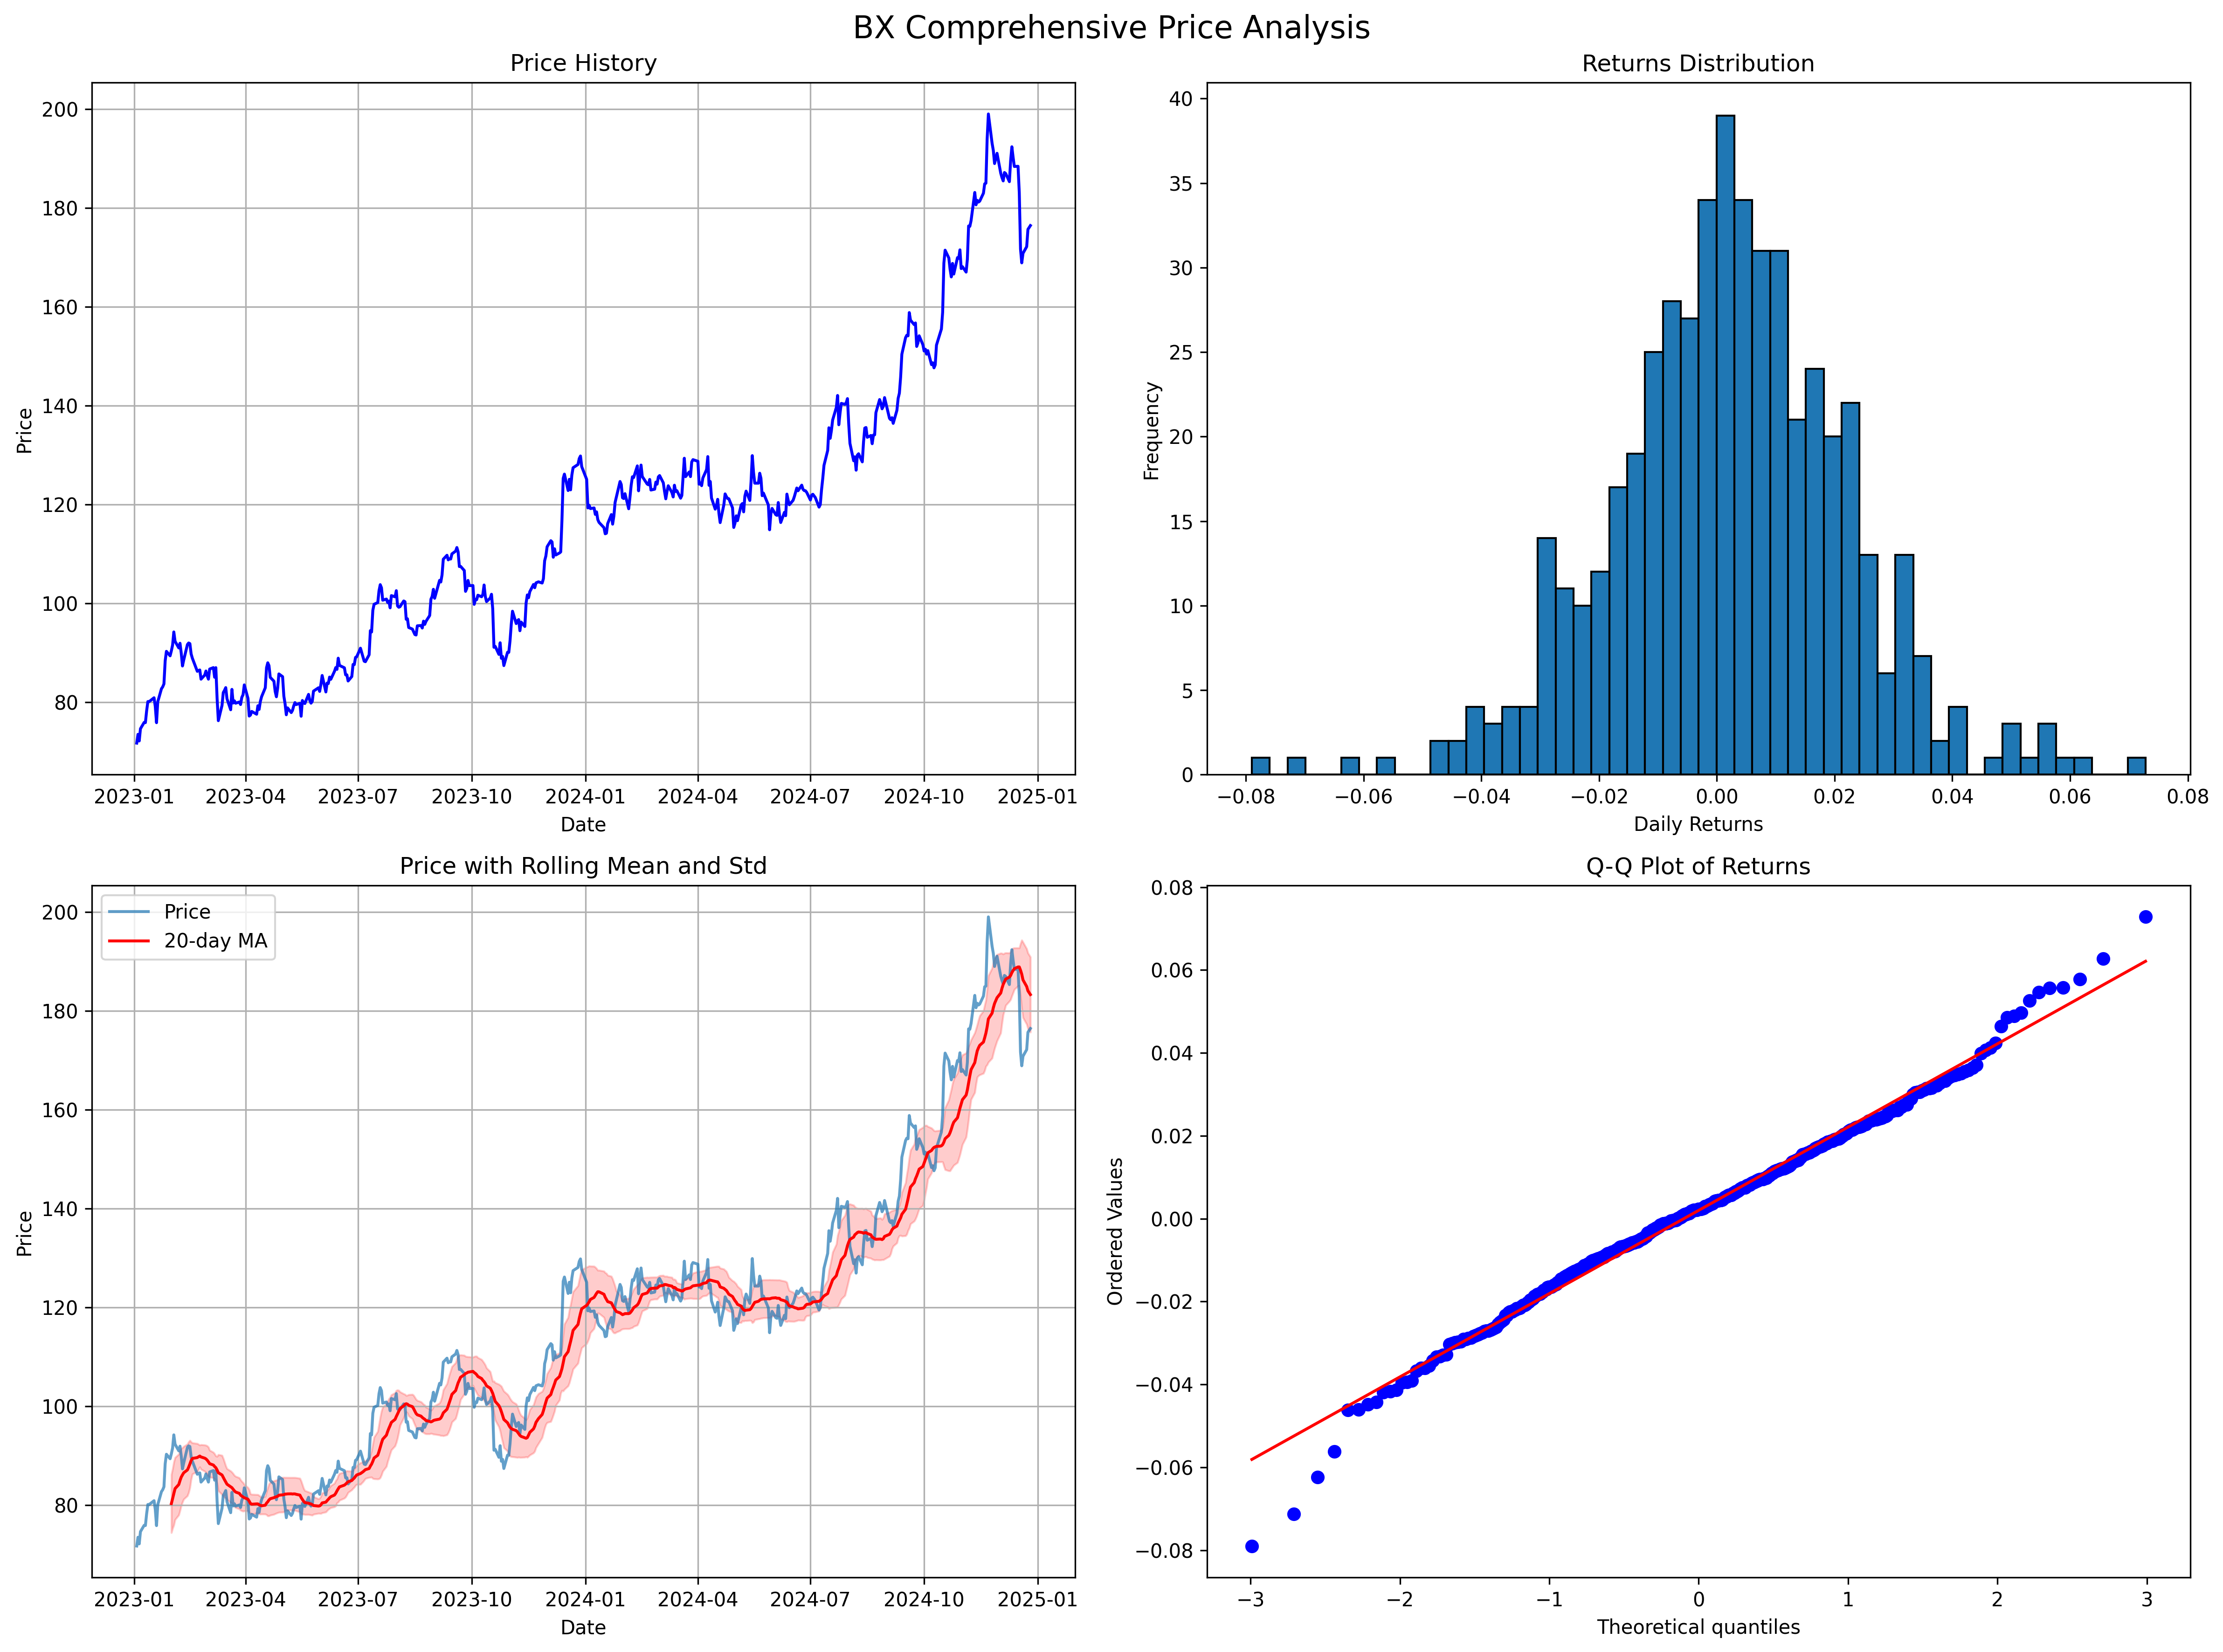 BX Comprehensive Price Analysis
Price History
200
180
160
140
120
100
80
Price
2023-01 2023-04 2023-07 2023-10 2024-01 2024-04 2024-07 2024-10 2025-01
Date
Returns Distribution
40
35
30
25
20
15
10
5
0
Frequency
−0.08 −0.06 −0.04 −0.02 0.00 0.02 0.04 0.06 0.08
Daily Returns
Price with Rolling Mean and Std
Price
20-day MA
200
180
160
140
120
100
80
Price
2023-01 2023-04 2023-07 2023-10 2024-01 2024-04 2024-07 2024-10 2025-01
Date
Q-Q Plot of Returns
0.08
0.06
0.04
0.02
0.00
−0.02
−0.04
−0.06
−0.08
Ordered Values
−3 −2 −1 0 1 2 3
Theoretical quantiles